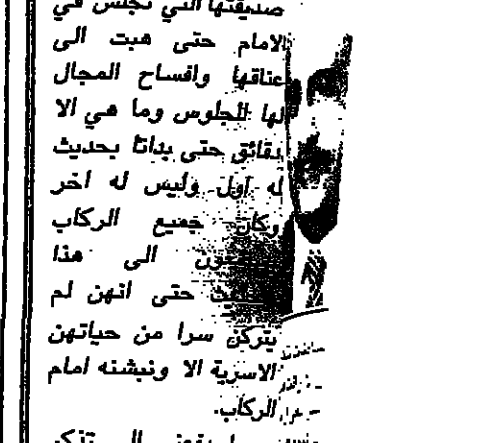 صديقتها التي تجلس في
الامام حتى هبت الى
عناقها وافساح المجال
لها للجلوس وما هي الا
دقائق حتى بداتا بحديث
له اول وليس له اخر
وكان جميع الركاب
الى هذا
حتى انهن لم
يتركن سرا من حياتهن
الاسرية الا ونبشنه امام
الركاب.